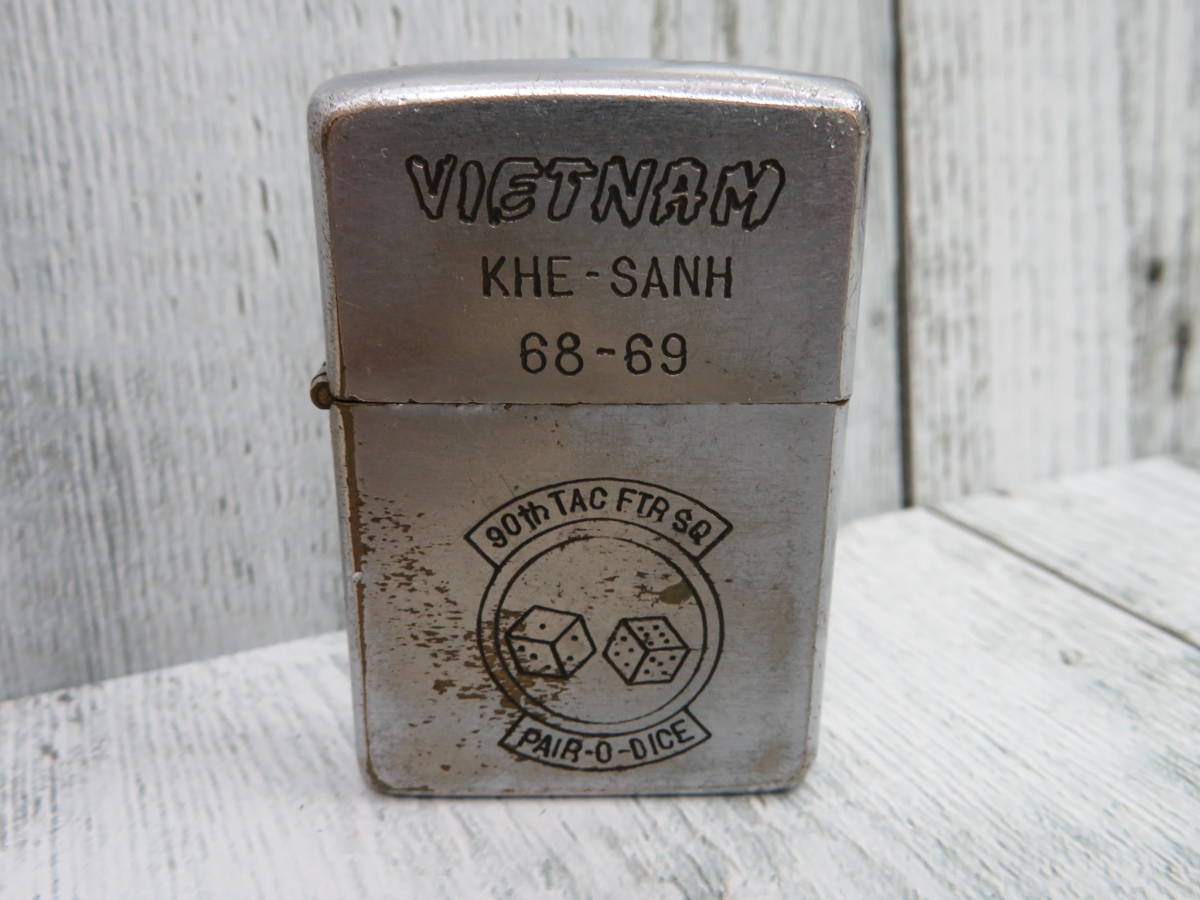 VIETNAM
KHE-SANH
68-69
90th TAC FTR SQ
PAIR-O-DICE